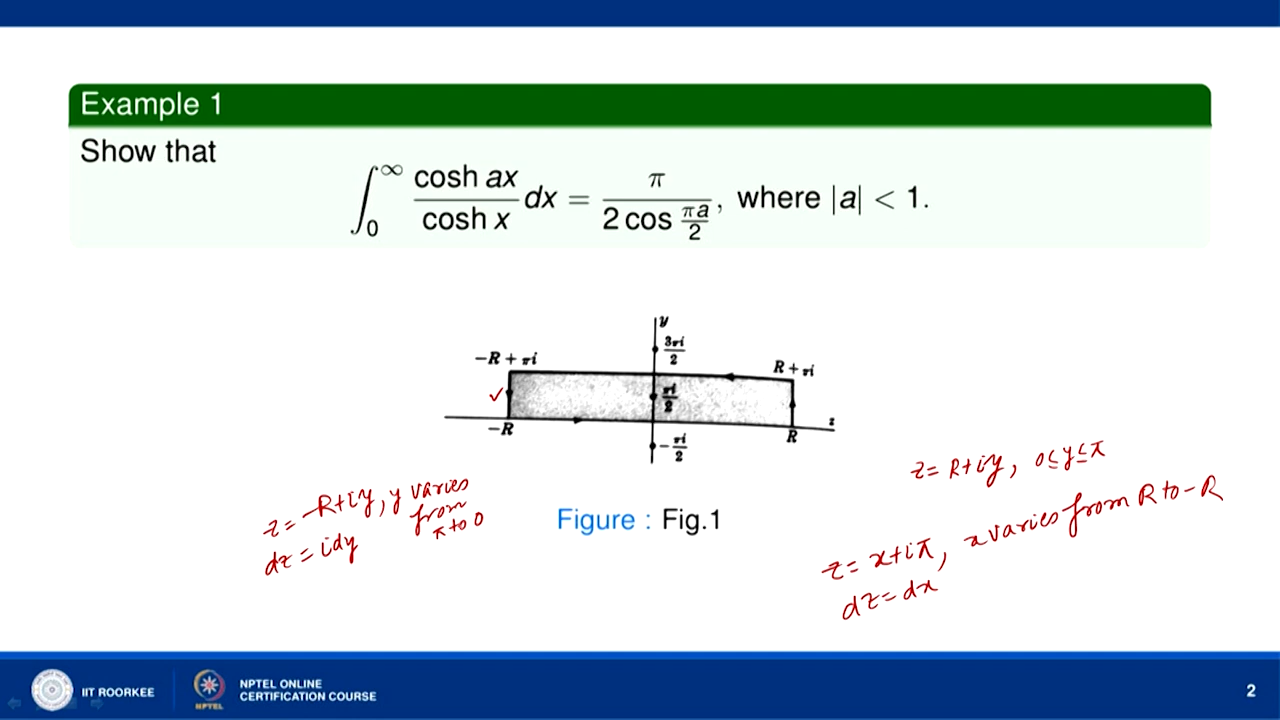 Example 1
Show that
∫₀^∞ cosh ax / cosh x dx = π / (2 cos πa/2), where |a| < 1.
y
3πi/2
-R + πi
R + πi
πi/2
-R
R
z
-πi/2
z = R+iy, 0≤y≤π
z = -R+iy, y varies from π to 0
dz = idy
Figure : Fig.1
z = x+iπ, x varies from R to -R
dz = dx
IIT ROORKEE
NPTEL
NPTEL ONLINE
CERTIFICATION COURSE
2